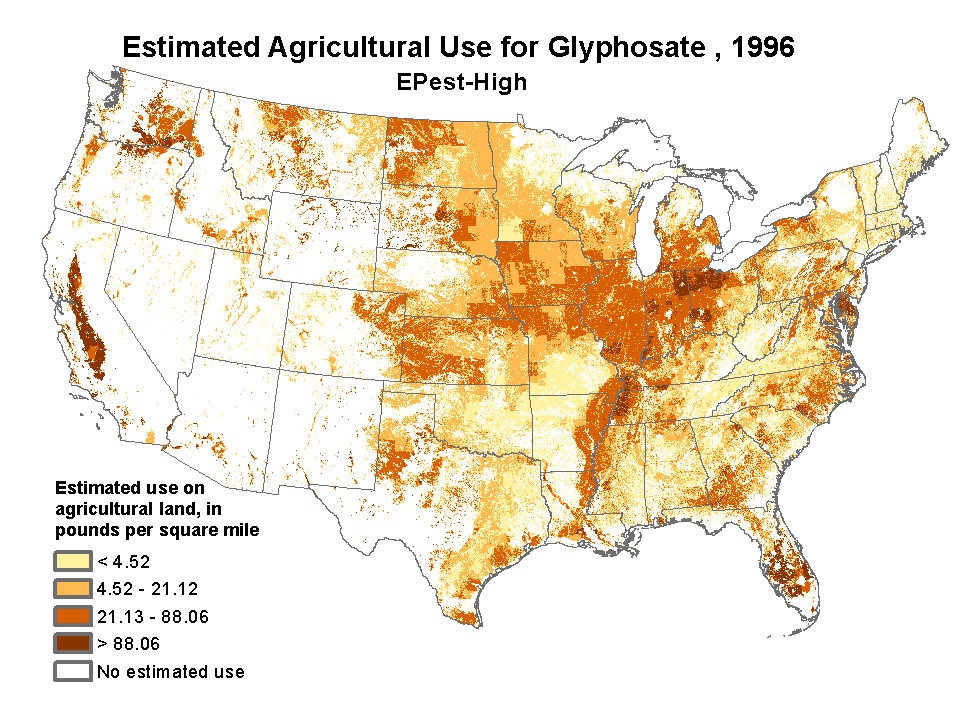 Estimated Agricultural Use for Glyphosate , 1996
EPest-High
Estimated use on
agricultural land, in
pounds per square mile
< 4.52
4.52 - 21.12
21.13 - 88.06
> 88.06
No estimated use